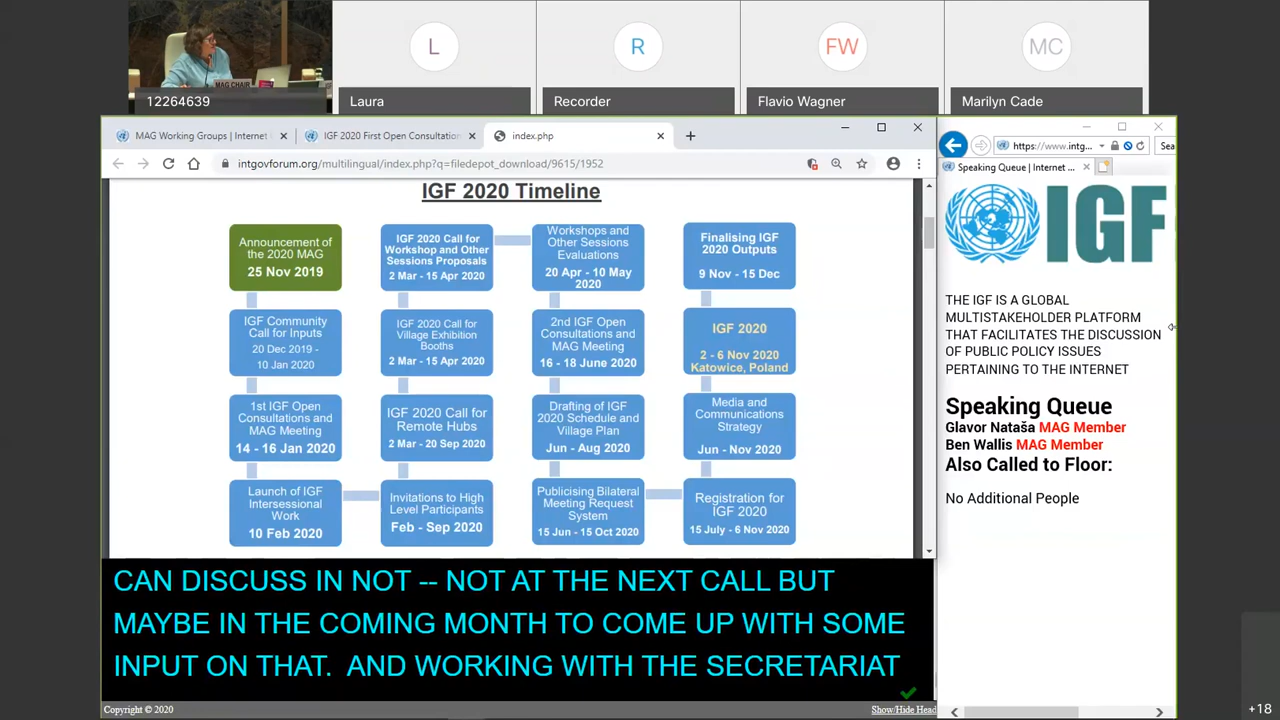 MAG CHAIR
12264639
L
Laura
R
Recorder
FW
Flavio Wagner
MC
Marilyn Cade
MAG Working Groups | Internet
IGF 2020 First Open Consultation
index.php
intgovforum.org/multilingual/index.php?q=filedepot_download/9615/1952
IGF 2020 Timeline
Announcement of
the 2020 MAG
25 Nov 2019
IGF Community
Call for Inputs
20 Dec 2019 -
10 Jan 2020
1st IGF Open
Consultations and
MAG Meeting
14 - 16 Jan 2020
Launch of IGF
Intersessional
Work
10 Feb 2020
IGF 2020 Call for
Workshop and Other
Sessions Proposals
2 Mar - 15 Apr 2020
IGF 2020 Call for
Village Exhibition
Booths
2 Mar - 15 Apr 2020
IGF 2020 Call for
Remote Hubs
2 Mar - 20 Sep 2020
Invitations to High
Level Participants
Feb - Sep 2020
Workshops and
Other Sessions
Evaluations
20 Apr - 10 May
2020
2nd IGF Open
Consultations and
MAG Meeting
16 - 18 June 2020
Drafting of IGF
2020 Schedule and
Village Plan
Jun - Aug 2020
Publicising Bilateral
Meeting Request
System
15 Jun - 15 Oct 2020
Finalising IGF
2020 Outputs
9 Nov - 15 Dec
IGF 2020
2 - 6 Nov 2020
Katowice, Poland
Media and
Communications
Strategy
Jun - Nov 2020
Registration for
IGF 2020
15 July - 6 Nov 2020
https://www.intg...
Sea
Speaking Queue | Internet ...
IGF
THE IGF IS A GLOBAL
MULTISTAKEHOLDER PLATFORM
THAT FACILITATES THE DISCUSSION
OF PUBLIC POLICY ISSUES
PERTAINING TO THE INTERNET
Speaking Queue
Glavor Nataša MAG Member
Ben Wallis MAG Member
Also Called to Floor:
No Additional People
CAN DISCUSS IN NOT -- NOT AT THE NEXT CALL BUT
MAYBE IN THE COMING MONTH TO COME UP WITH SOME
INPUT ON THAT.  AND WORKING WITH THE SECRETARIAT
Copyright © 2020
Show/Hide Head
+18